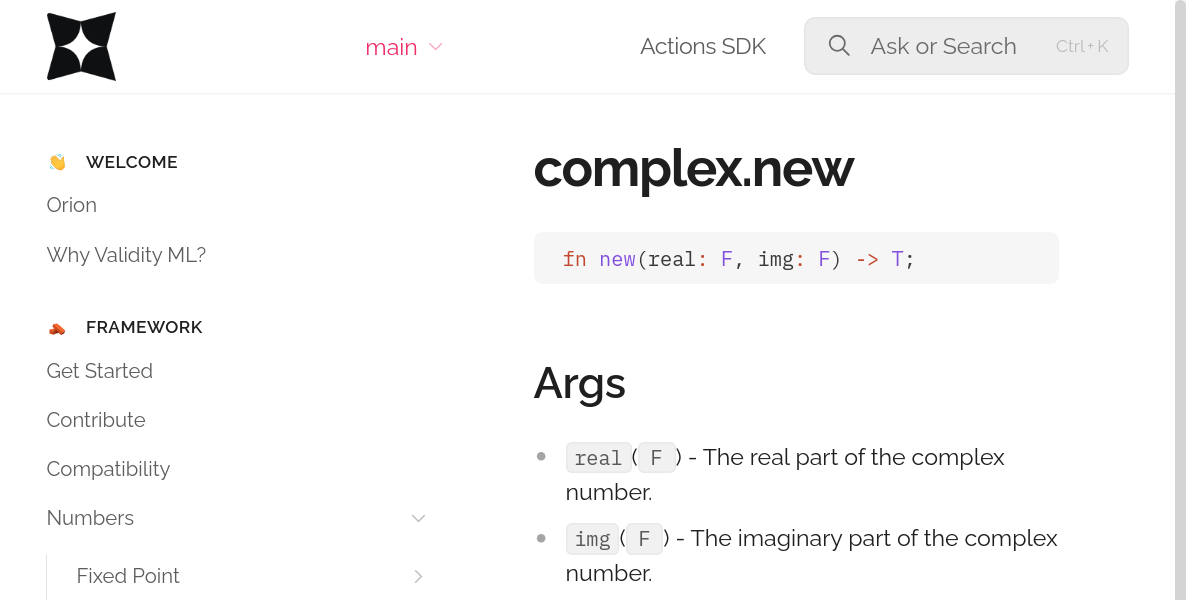 main
Actions SDK
Ask or Search
Ctrl + K
WELCOME
Orion
Why Validity ML?
FRAMEWORK
Get Started
Contribute
Compatibility
Numbers
Fixed Point
complex.new
fn new(real: F, img: F) -> T;
Args
real (F) - The real part of the complex
number.
img (F) - The imaginary part of the complex
number.